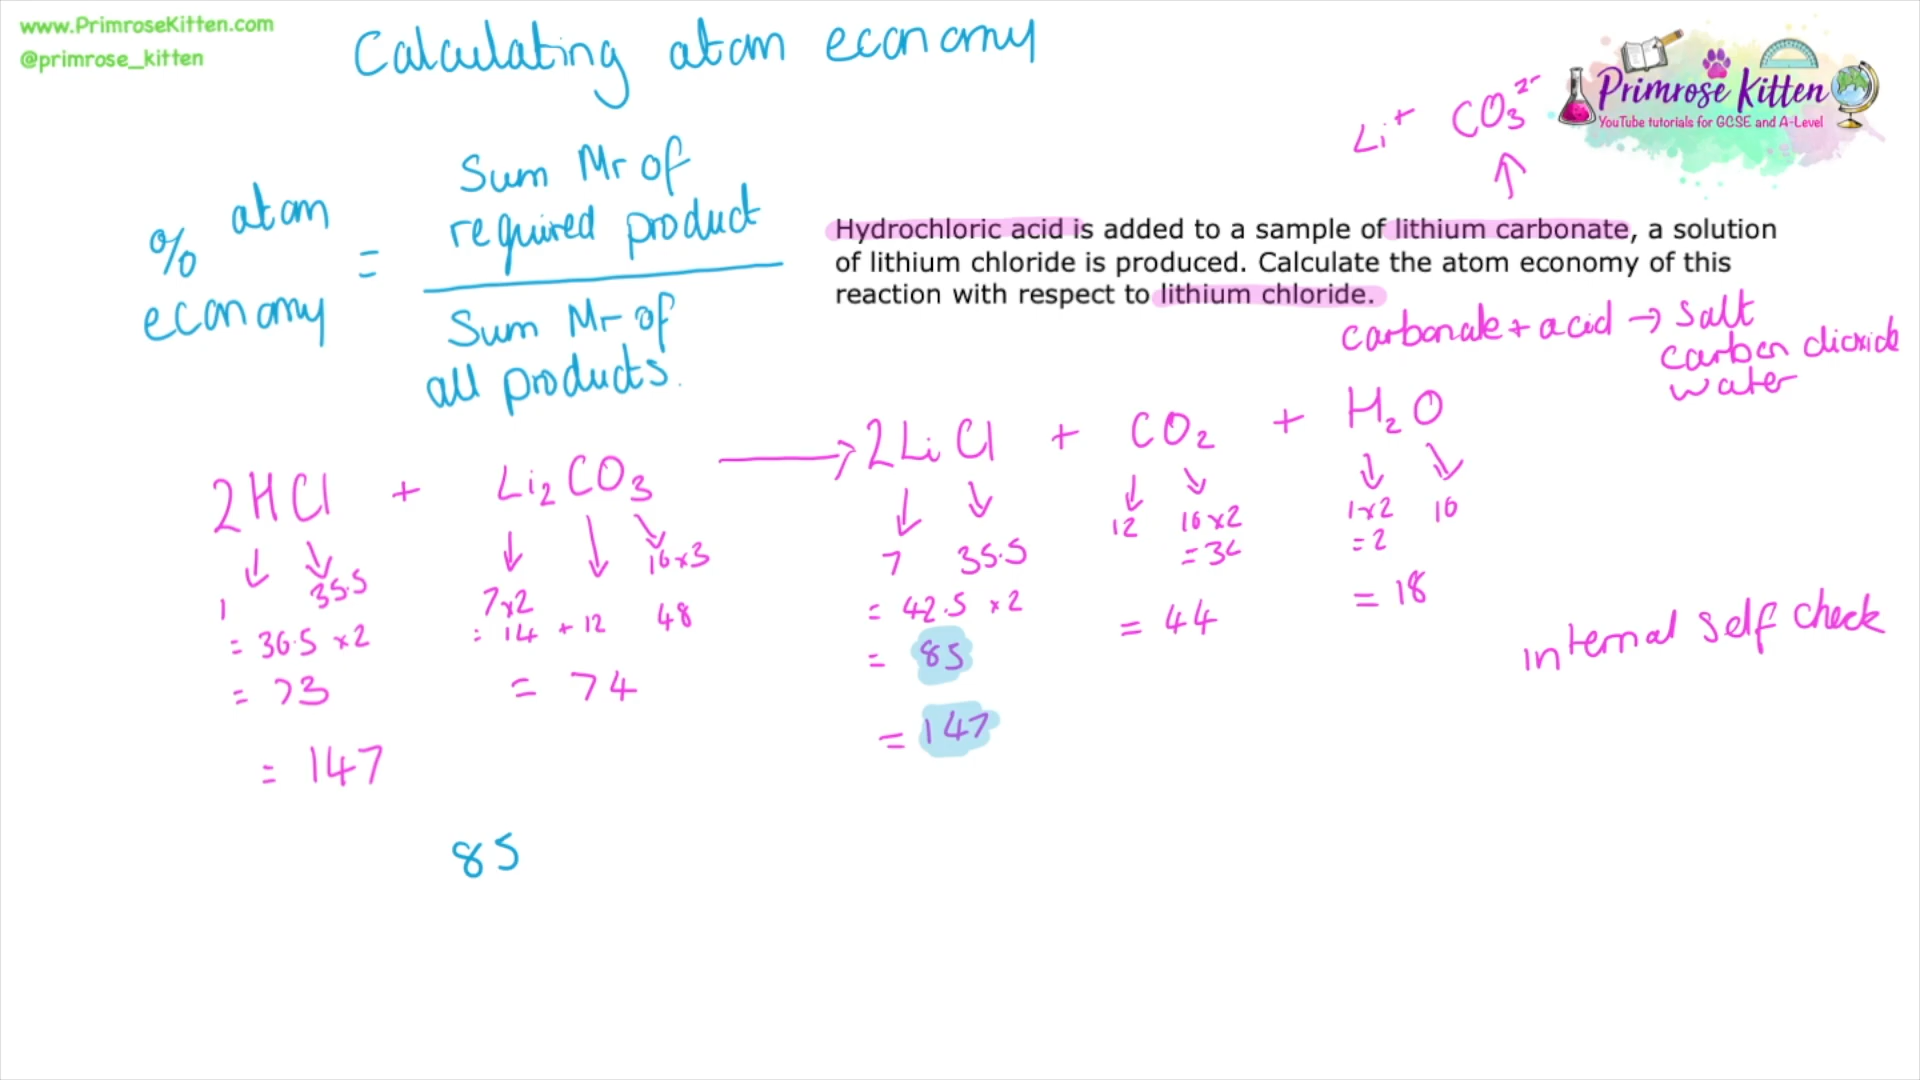 www.PrimroseKitten.com
@primrose_kitten
Calculating atom economy
Primrose Kitten
YouTube tutorials for GCSE and A-Level
Li+ CO3 2-
% atom economy =
Sum Mr of
required product
Sum Mr of
all products.
Hydrochloric acid is added to a sample of lithium carbonate, a solution
of lithium chloride is produced. Calculate the atom economy of this
reaction with respect to lithium chloride.
carbonate + acid → Salt
carbon dioxide
water
2HCl + Li2CO3 → 2LiCl + CO2 + H2O
1 35.5
= 36.5 ×2
= 73
= 147
16×3
7×2
= 14 + 12 48
= 74
7 35.5
= 42.5 ×2
= 85
= 147
12 16×2
= 44
1×2 16
= 2
= 18
internal self check
85